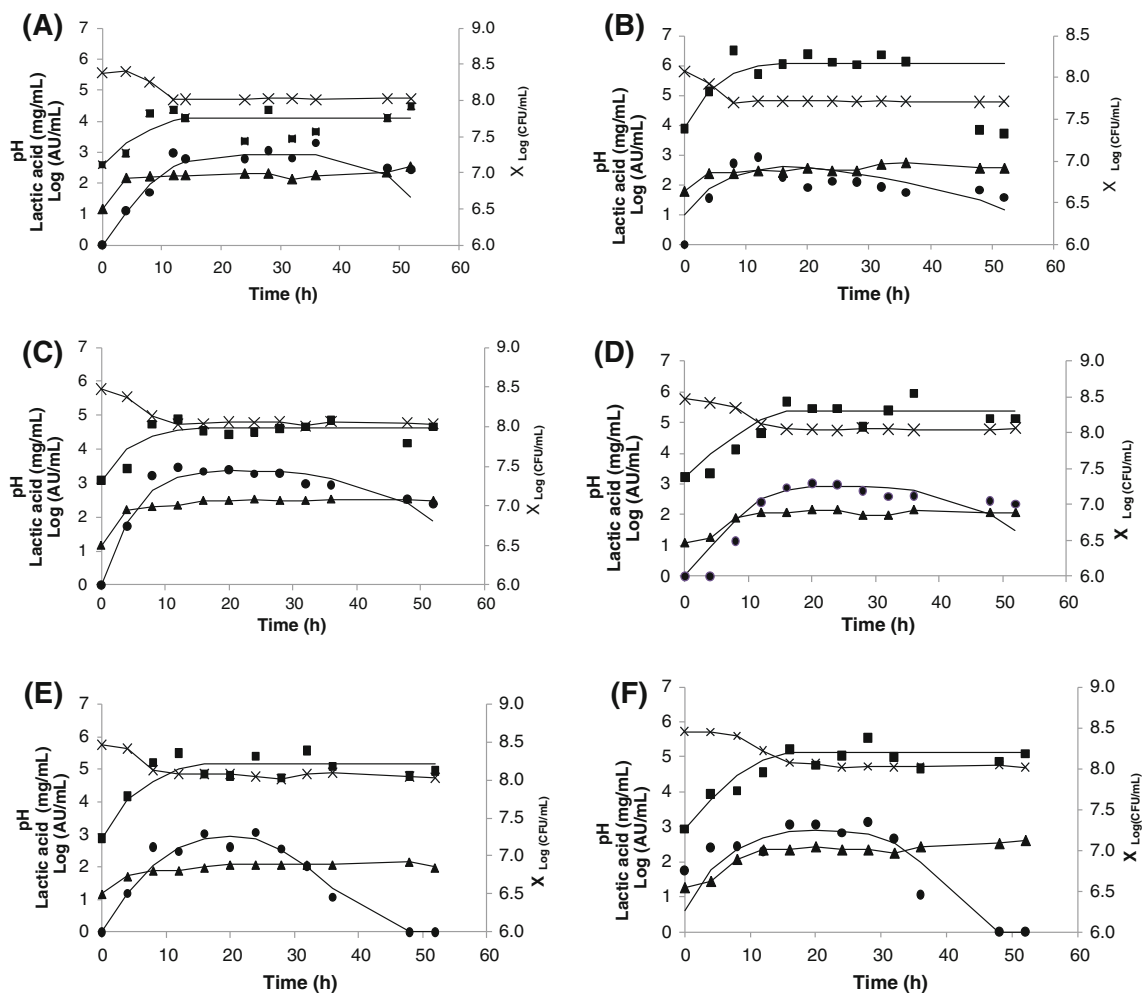 (A)
pH
Lactic acid (mg/mL)
Log (AU/mL)
7
6
5
4
3
2
1
0
9.0
8.5
8.0
7.5
7.0
6.5
6.0
X Log (CFU/mL)
0 10 20 30 40 50 60
Time (h)
(B)
pH
Lactic acid (mg/mL)
Log (AU/mL)
7
6
5
4
3
2
1
0
8.5
8.0
7.5
7.0
6.5
6.0
X Log (CFU/mL)
0 10 20 30 40 50 60
Time (h)
(C)
pH
Lactic acid (mg/mL)
Log (AU/mL)
7
6
5
4
3
2
1
0
9.0
8.5
8.0
7.5
7.0
6.5
6.0
X Log (CFU/mL)
0 10 20 30 40 50 60
Time (h)
(D)
pH
Lactic acid (mg/mL)
Log (AU/mL)
7
6
5
4
3
2
1
0
9.0
8.5
8.0
7.5
7.0
6.5
6.0
X Log (CFU/mL)
0 10 20 30 40 50 60
Time (h)
(E)
pH
Lactic acid (mg/mL)
Log (AU/mL)
7
6
5
4
3
2
1
0
9.0
8.5
8.0
7.5
7.0
6.5
6.0
X Log (CFU/mL)
0 10 20 30 40 50 60
Time (h)
(F)
pH
Lactic acid (mg/mL)
Log (AU/mL)
7
6
5
4
3
2
1
0
9.0
8.5
8.0
7.5
7.0
6.5
6.0
X Log(CFU/mL)
0 10 20 30 40 50 60
Time (h)